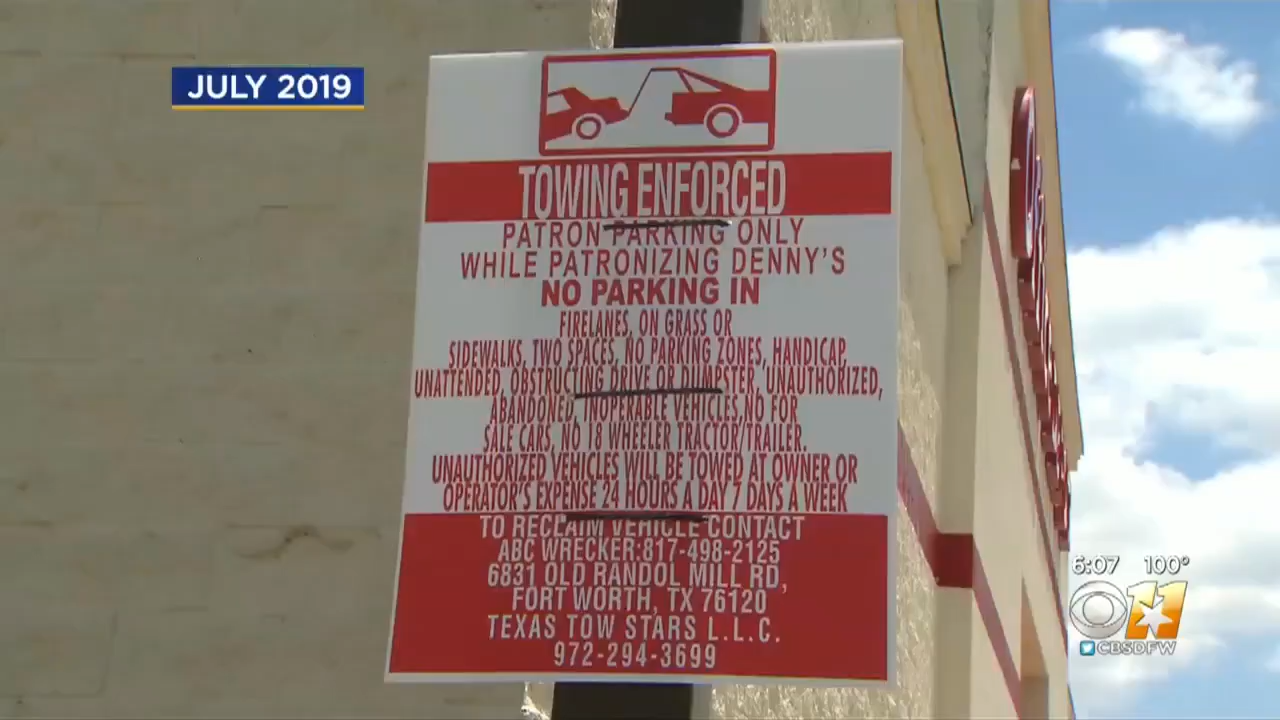 JULY 2019
TOWING ENFORCED
PATRON PARKING ONLY
WHILE PATRONIZING DENNY'S
NO PARKING IN
FIRELANES, ON GRASS OR
SIDEWALKS, TWO SPACES, NO PARKING ZONES, HANDICAP,
UNATTENDED, OBSTRUCTING DRIVE OR DUMPSTER, UNAUTHORIZED,
ABANDONED, INOPERABLE VEHICLES,NO FOR
SALE CARS, NO 18 WHEELER TRACTOR/TRAILER.
UNAUTHORIZED VEHICLES WILL BE TOWED AT OWNER OR
OPERATOR'S EXPENSE 24 HOURS A DAY 7 DAYS A WEEK
TO RECLAIM VEHICLE CONTACT
ABC WRECKER:817-498-2125
6831 OLD RANDOL MILL RD,
FORT WORTH, TX 76120
TEXAS TOW STARS L.L.C.
972-294-3699
6:07 100°
11
CBSDFW